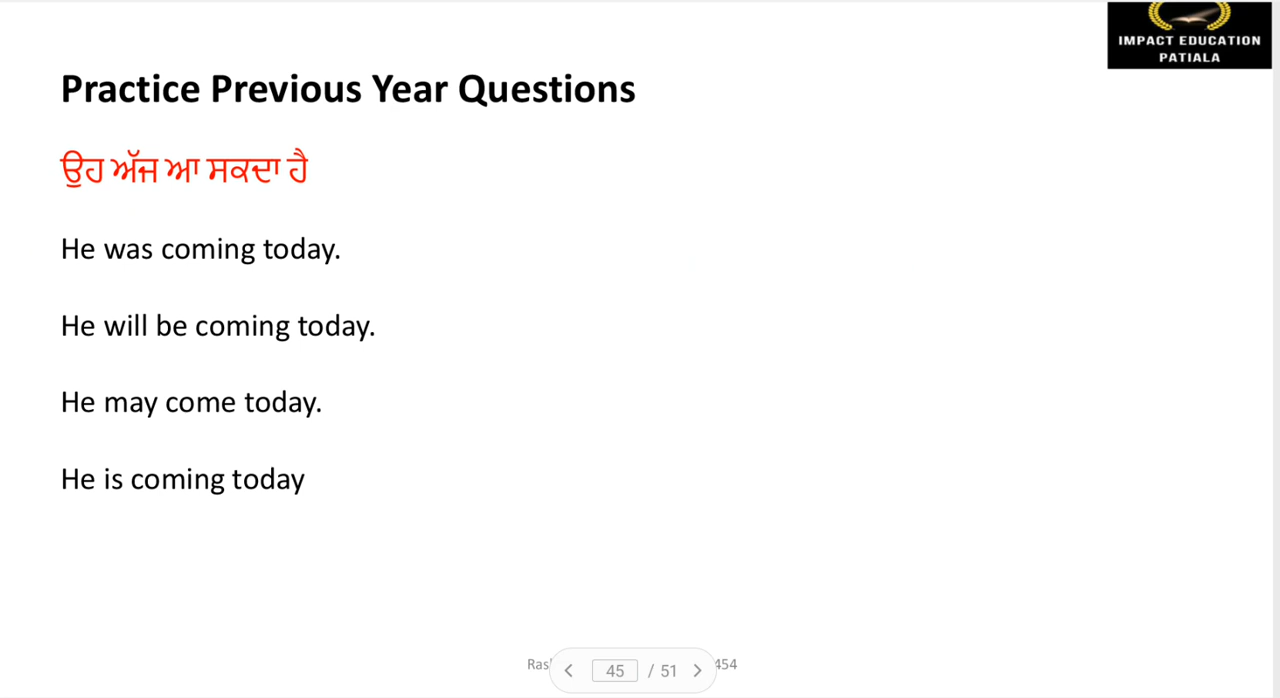 IMPACT EDUCATION
PATIALA
Practice Previous Year Questions
ਉਹ ਅੱਜ ਆ ਸਕਦਾ ਹੈ
He was coming today.
He will be coming today.
He may come today.
He is coming today
45 / 51
454